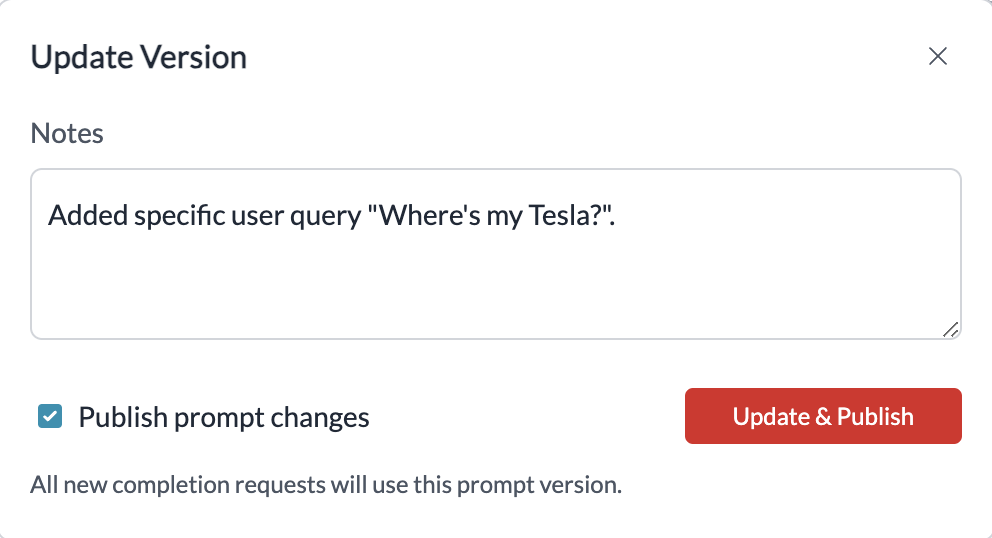 Update Version
Notes
Added specific user query "Where's my Tesla?".
Publish prompt changes
Update & Publish
All new completion requests will use this prompt version.